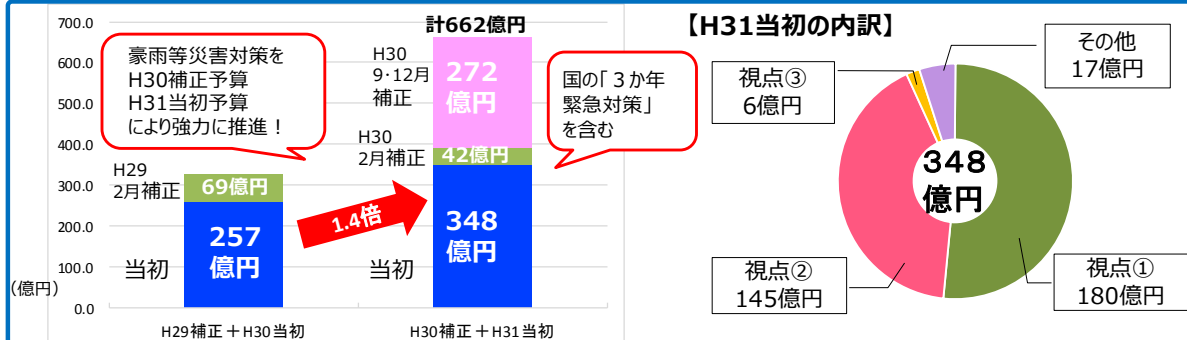 700.0
600.0
500.0
400.0
300.0
200.0
100.0
0.0
(億円)
豪雨等災害対策を
H30補正予算
H31当初予算
により強力に推進！
H29
2月補正
69億円
257
億円
当初
H29補正＋H30当初
1.4倍
計662億円
H30
9・12月
補正
272
億円
H30
2月補正
42億円
348
億円
当初
H30補正＋H31当初
国の「３か年
緊急対策」
を含む
【H31当初の内訳】
視点③
6億円
その他
17億円
348
億円
視点②
145億円
視点①
180億円